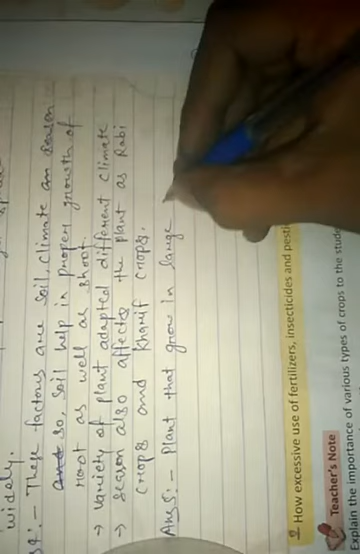 widely.
4:- These factors are Soil, climate an Season
so, soil help in proper growth of
root as well as shoot.
→ Variety of plant adapted different climate
→ Season also affects the plant as Rabi
Crops and Kharif crops.
Ans 5:- Plant that grow in large
How excessive use of fertilizers, insecticides and pesti
Teacher's Note
Explain the importance of various types of crops to the stude